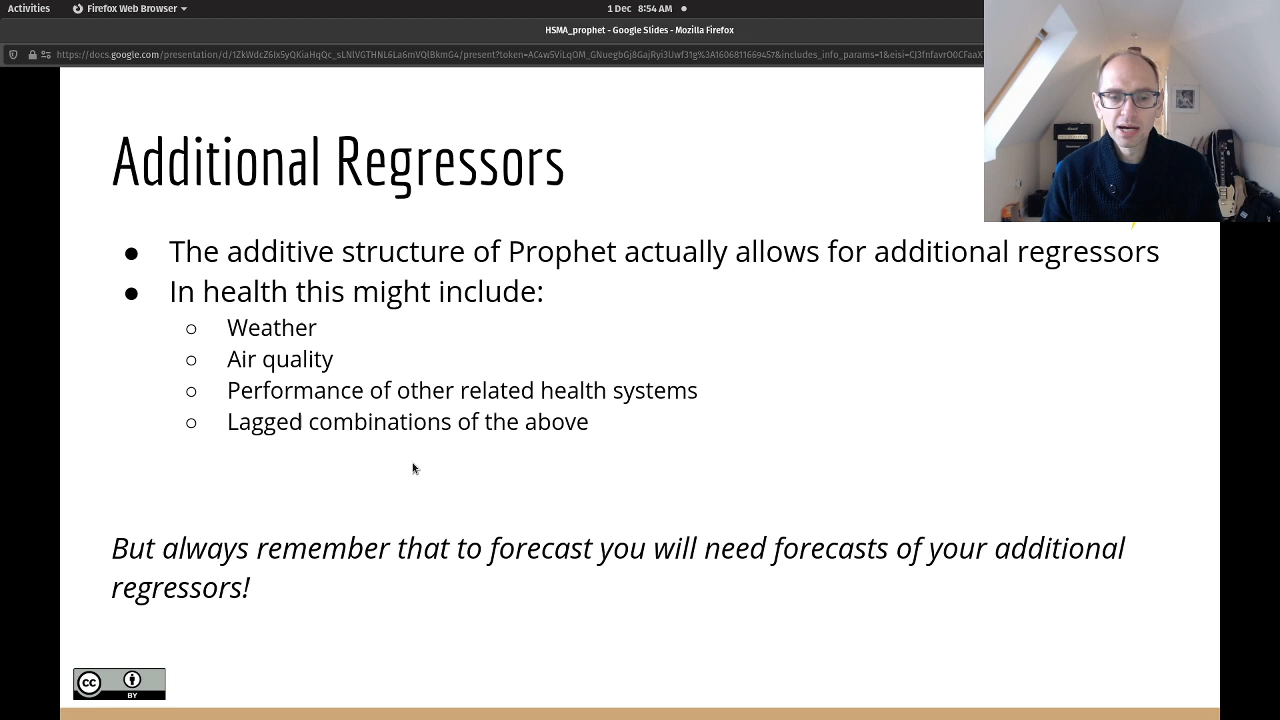 Activities
Firefox Web Browser
1 Dec 8:54 AM
HSMA_prophet - Google Slides - Mozilla Firefox
Additional Regressors
● The additive structure of Prophet actually allows for additional regressors
● In health this might include:
○ Weather
○ Air quality
○ Performance of other related health systems
○ Lagged combinations of the above
But always remember that to forecast you will need forecasts of your additional
regressors!
cc
BY